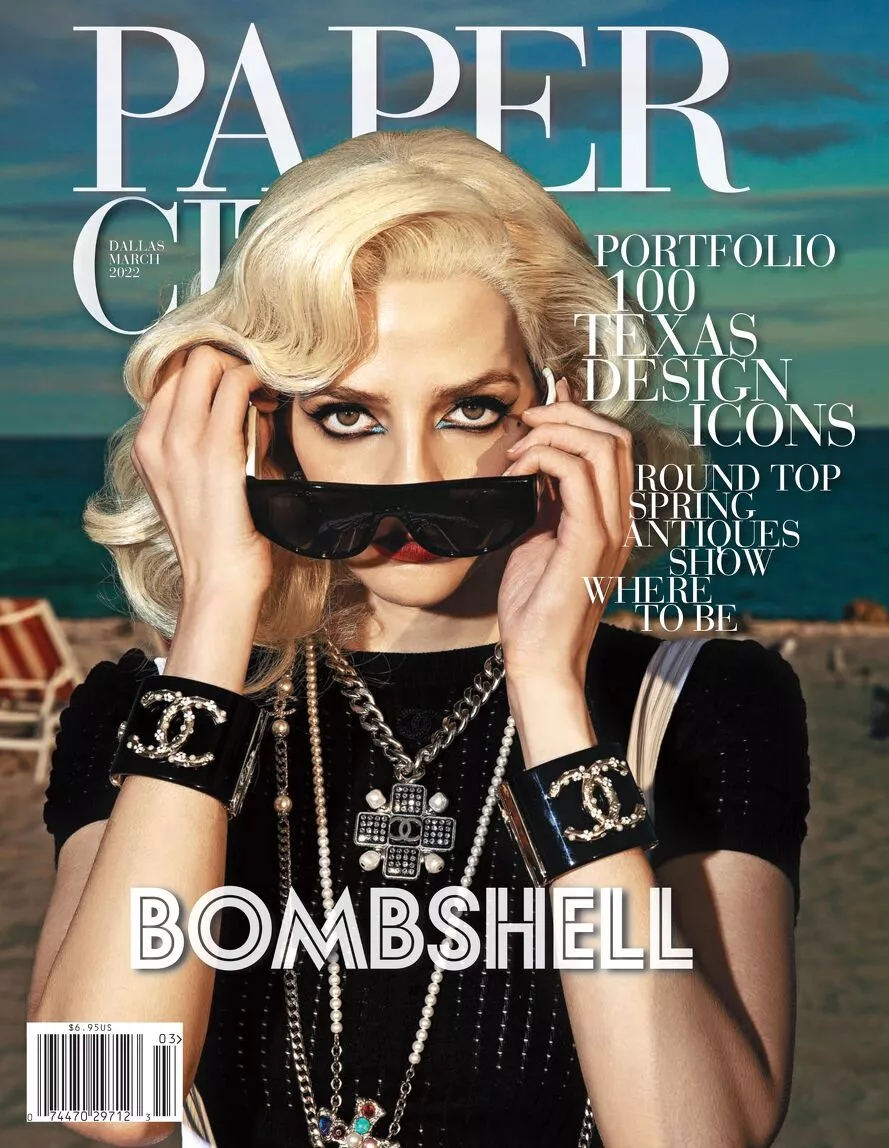 PAPER
CITY
DALLAS
MARCH
2022
PORTFOLIO
100
TEXAS
DESIGN
ICONS
ROUND TOP
SPRING
ANTIQUES
SHOW
WHERE
TO BE
BOMBSHELL
$6.95US
03>
0 74470 29712 3